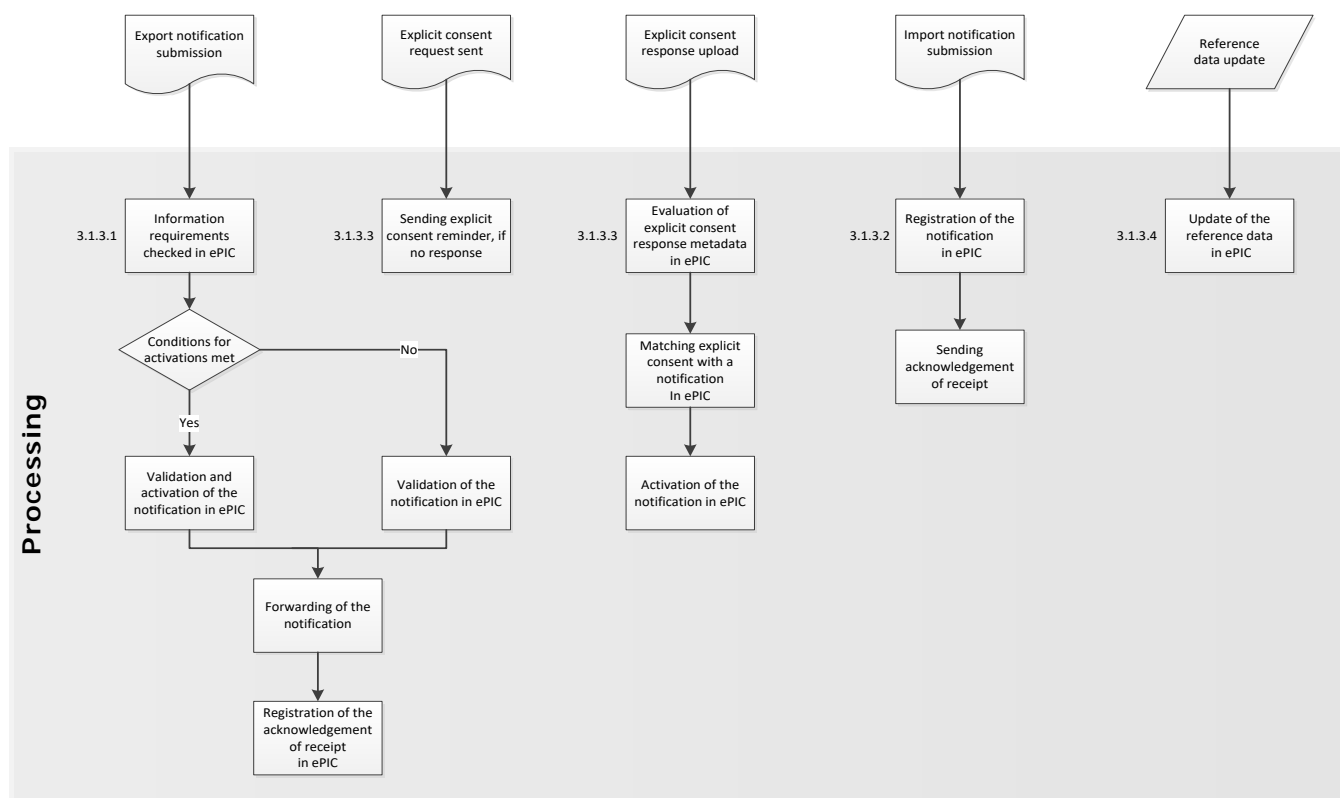 Export notification
submission
Explicit consent
request sent
Explicit consent
response upload
Import notification
submission
Reference
data update
3.1.3.1
Information
requirements
checked in ePIC
3.1.3.3
Sending explicit
consent reminder, if
no response
3.1.3.3
Evaluation of
explicit consent
response metadata
in ePIC
3.1.3.2
Registration of the
notification
in ePIC
3.1.3.4
Update of the
reference data
in ePIC
Conditions for
activations met
No
Yes
Matching explicit
consent with a
notification
In ePIC
Sending
acknowledgement
of receipt
Processing
Validation and
activation of the
notification in ePIC
Validation of the
notification in ePIC
Activation of the
notification in ePIC
Forwarding of the
notification
Registration of the
acknowledgement
of receipt
in ePIC